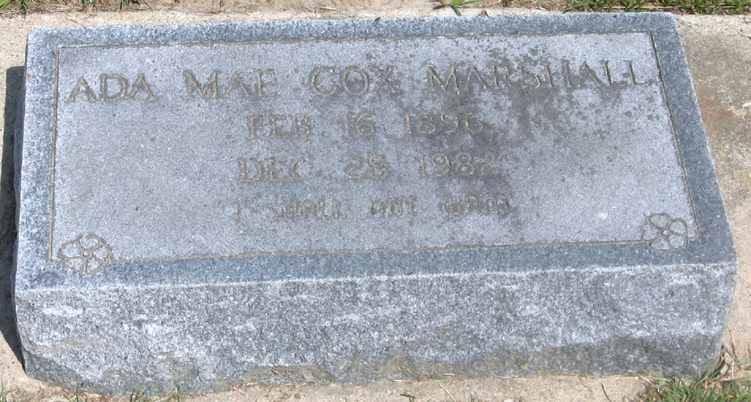 ADA MAE COX MARSHALL
FEB 16 1896
DEC 28 1982
I SHALL NOT WANT